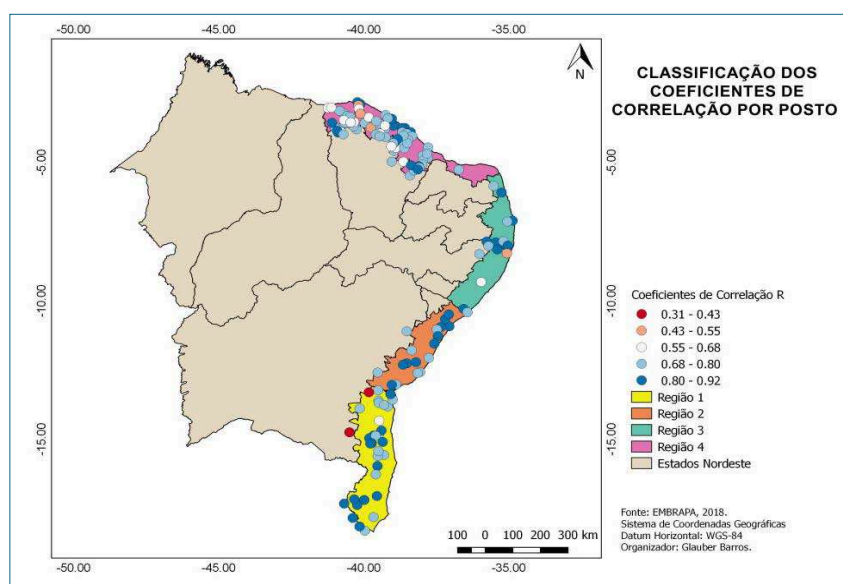 -50.00
-45.00
-40.00
-35.00
N
CLASSIFICAÇÃO DOS
COEFICIENTES DE
CORRELAÇÃO POR POSTO
-5.00
-5.00
-10.00
-10.00
-15.00
-15.00
Coeficientes de Correlação R
0.31 - 0.43
0.43 - 0.55
0.55 - 0.68
0.68 - 0.80
0.80 - 0.92
Região 1
Região 2
Região 3
Região 4
Estados Nordeste
Fonte: EMBRAPA, 2018.
Sistema de Coordenadas Geográficas
Datum Horizontal: WGS-84
Organizador: Glauber Barros.
100 0 100 200 300 km
-50.00
-45.00
-40.00
-35.00